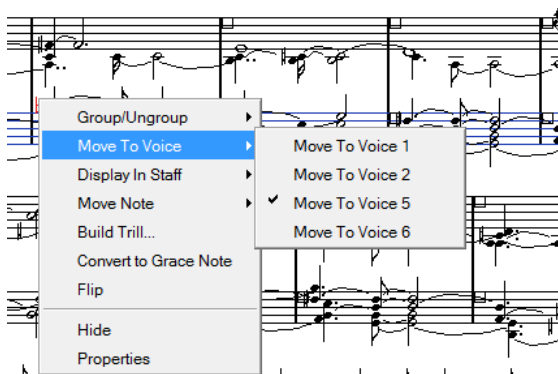 Group/Ungroup
Move To Voice
Display In Staff
Move Note
Build Trill...
Convert to Grace Note
Flip
Hide
Properties
Move To Voice 1
Move To Voice 2
Move To Voice 5
Move To Voice 6